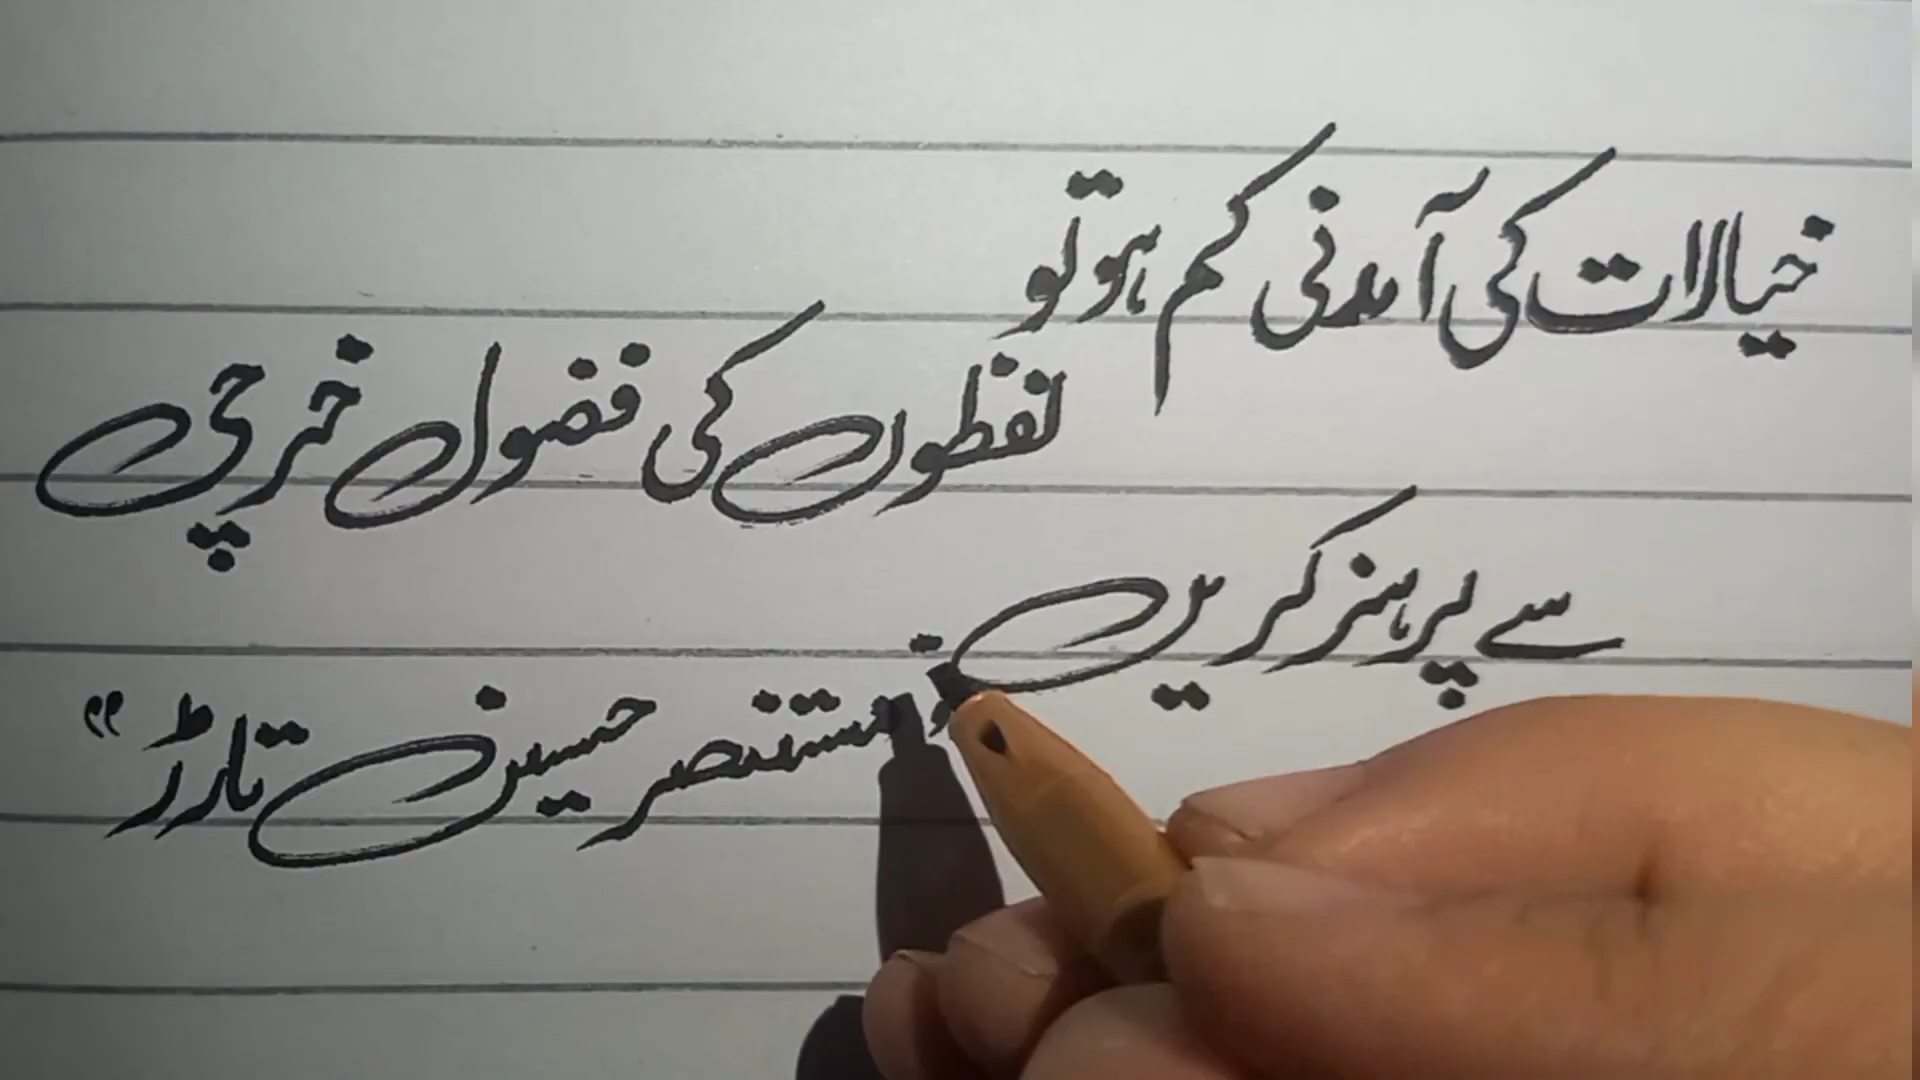 خیالات کی آمدنی کم ہو تو
لفظوں کی فضول خرچی
سے پرہیز کریں
مستنصر حسین تارڑ"